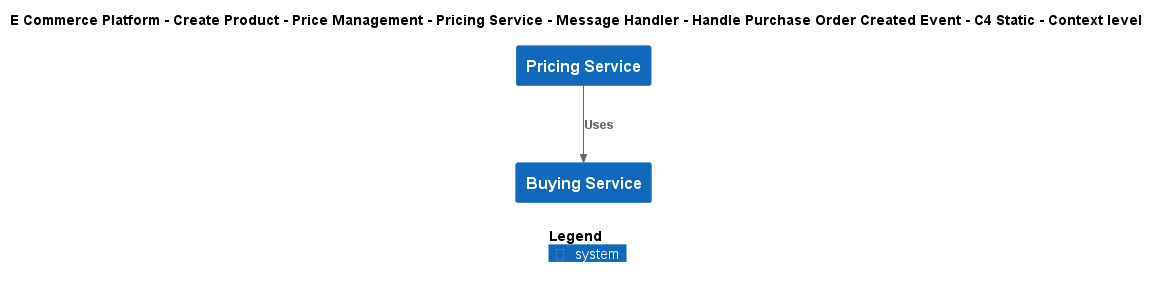 E Commerce Platform - Create Product - Price Management - Pricing Service - Message Handler - Handle Purchase Order Created Event - C4 Static - Context level
Pricing Service
Uses
Buying Service
Legend
system